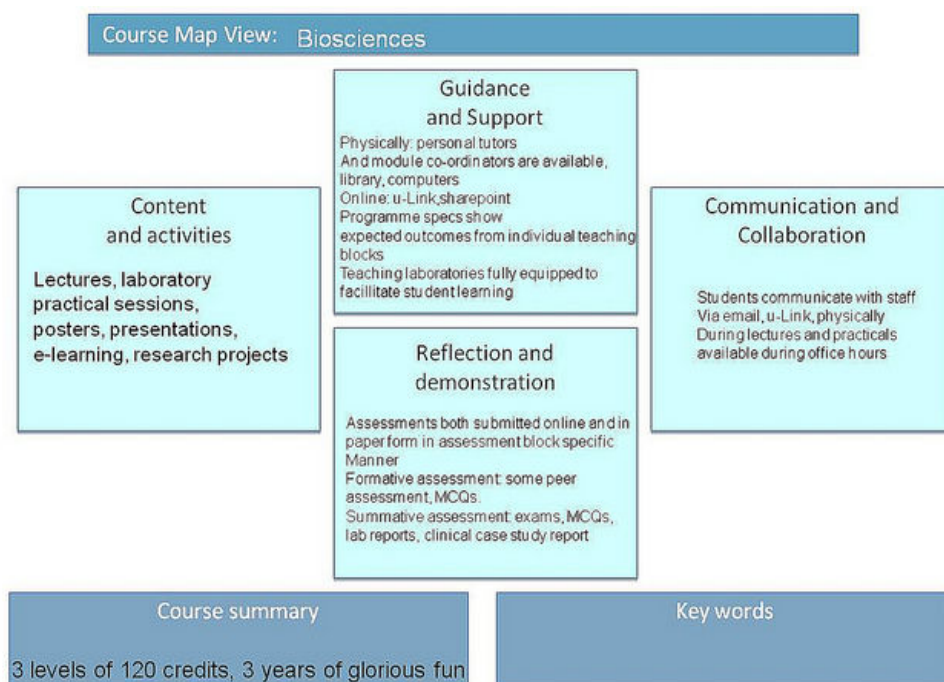 Course Map View: Biosciences
Guidance
and Support
Physically: personal tutors
And module co-ordinators are available,
library, computers
Online: u-Link,sharepoint
Programme specs show
expected outcomes from individual teaching
blocks
Teaching laboratories fully equipped to
facillitate student learning
Content
and activities
Lectures, laboratory
practical sessions,
posters, presentations,
e-learning, research projects
Communication and
Collaboration
Students communicate with staff
Via email, u-Link, physically
During lectures and practicals
available during office hours
Reflection and
demonstration
Assessments both submitted online and in
paper form in assessment block specific
Manner
Formative assessment: some peer
assessment, MCQs.
Summative assessment: exams, MCQs,
lab reports, clinical case study report
Course summary
3 levels of 120 credits, 3 years of glorious fun
Key words